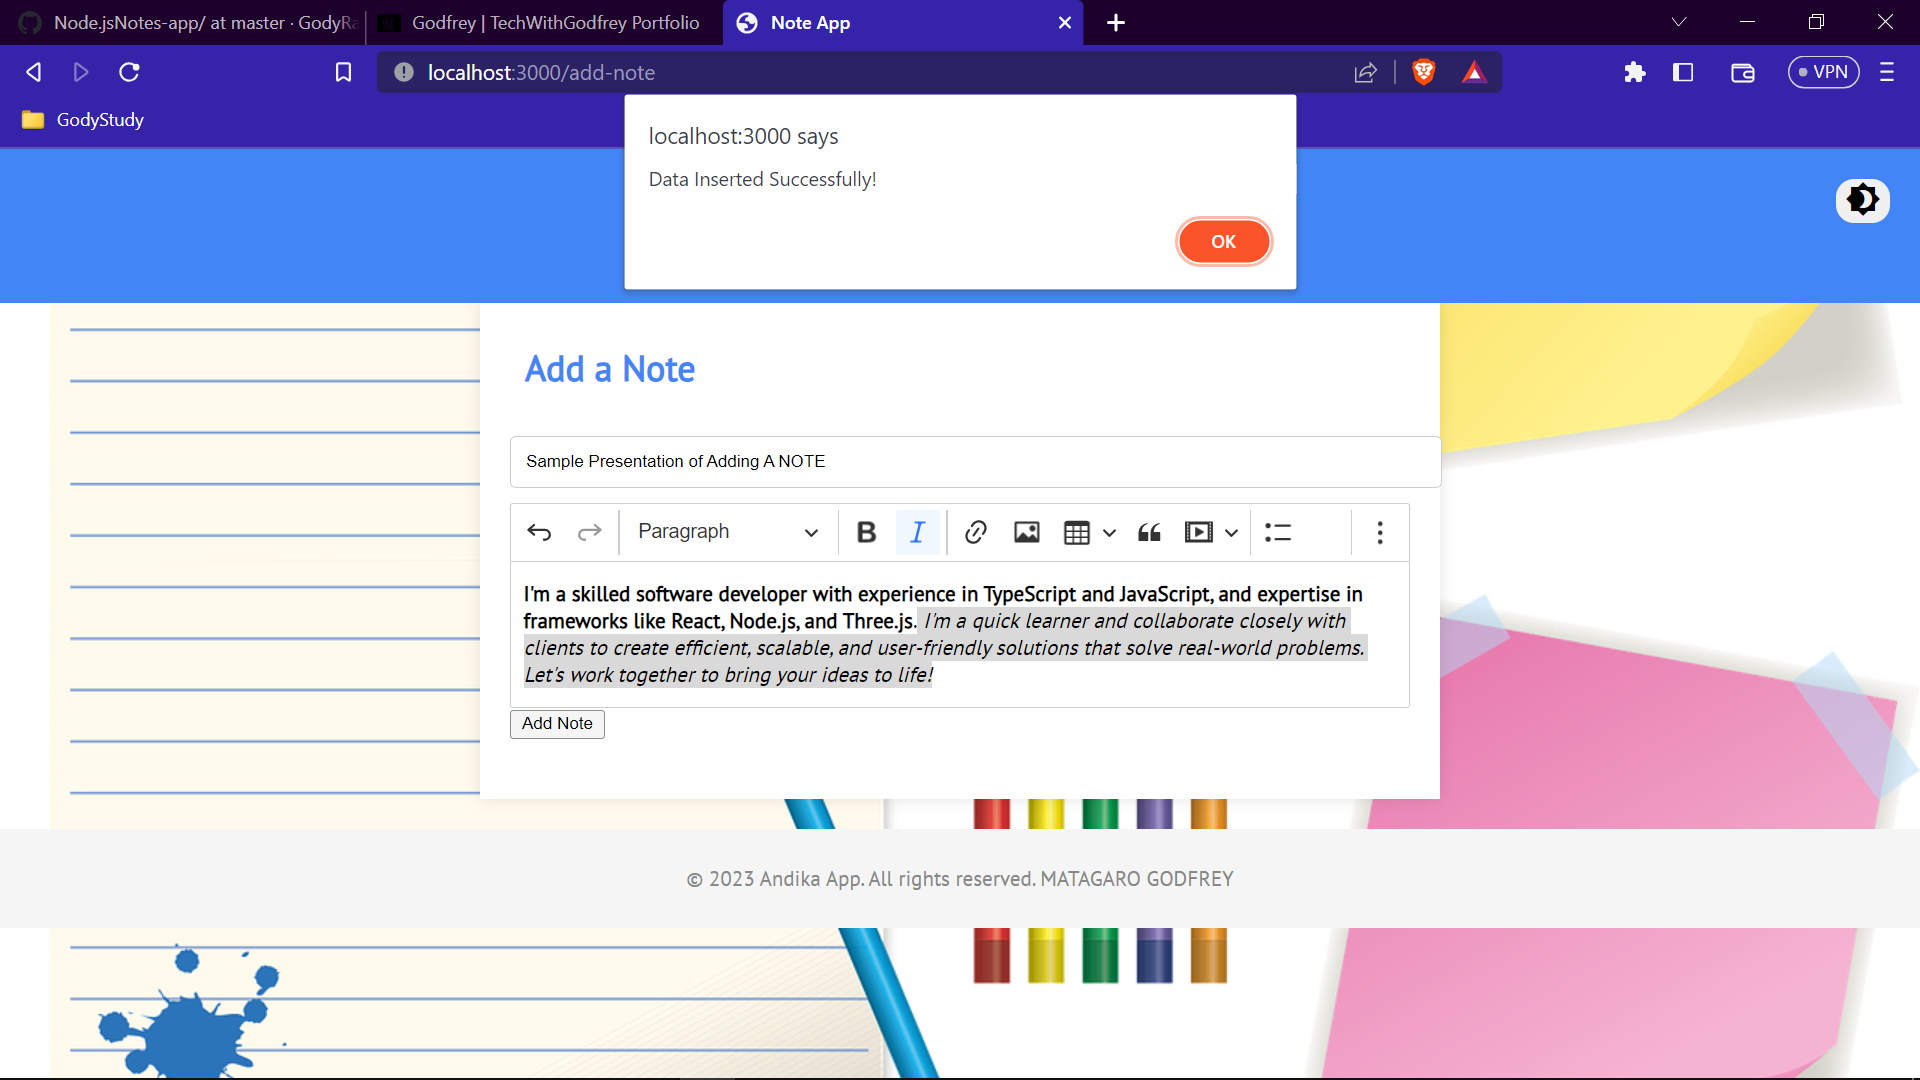 Node.jsNotes-app/ at master · GodyRa
Godfrey | TechWithGodfrey Portfolio
Note App
localhost:3000/add-note
VPN
GodyStudy
localhost:3000 says
Data Inserted Successfully!
OK
Add a Note
Sample Presentation of Adding A NOTE
Paragraph
B I
I'm a skilled software developer with experience in TypeScript and JavaScript, and expertise in
frameworks like React, Node.js, and Three.js. I'm a quick learner and collaborate closely with
clients to create efficient, scalable, and user-friendly solutions that solve real-world problems.
Let's work together to bring your ideas to life!
Add Note
© 2023 Andika App. All rights reserved. MATAGARO GODFREY